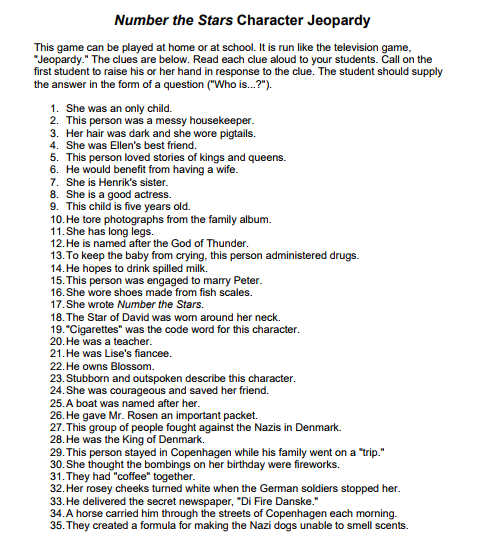 Number the Stars Character Jeopardy
This game can be played at home or at school. It is run like the television game,
"Jeopardy." The clues are below. Read each clue aloud to your students. Call on the
first student to raise his or her hand in response to the clue. The student should supply
the answer in the form of a question ("Who is...?").
1. She was an only child.
2. This person was a messy housekeeper.
3. Her hair was dark and she wore pigtails.
4. She was Ellen's best friend.
5. This person loved stories of kings and queens.
6. He would benefit from having a wife.
7. She is Henrik's sister.
8. She is a good actress.
9. This child is five years old.
10. He tore photographs from the family album.
11. She has long legs.
12. He is named after the God of Thunder.
13. To keep the baby from crying, this person administered drugs.
14. He hopes to drink spilled milk.
15. This person was engaged to marry Peter.
16. She wore shoes made from fish scales.
17. She wrote Number the Stars.
18. The Star of David was worn around her neck.
19. "Cigarettes" was the code word for this character.
20. He was a teacher.
21. He was Lise's fiancee.
22. He owns Blossom.
23. Stubborn and outspoken describe this character.
24. She was courageous and saved her friend.
25. A boat was named after her.
26. He gave Mr. Rosen an important packet.
27. This group of people fought against the Nazis in Denmark.
28. He was the King of Denmark.
29. This person stayed in Copenhagen while his family went on a "trip."
30. She thought the bombings on her birthday were fireworks.
31. They had "coffee" together.
32. Her rosey cheeks turned white when the German soldiers stopped her.
33. He delivered the secret newspaper, "Di Fire Danske."
34. A horse carried him through the streets of Copenhagen each morning.
35. They created a formula for making the Nazi dogs unable to smell scents.